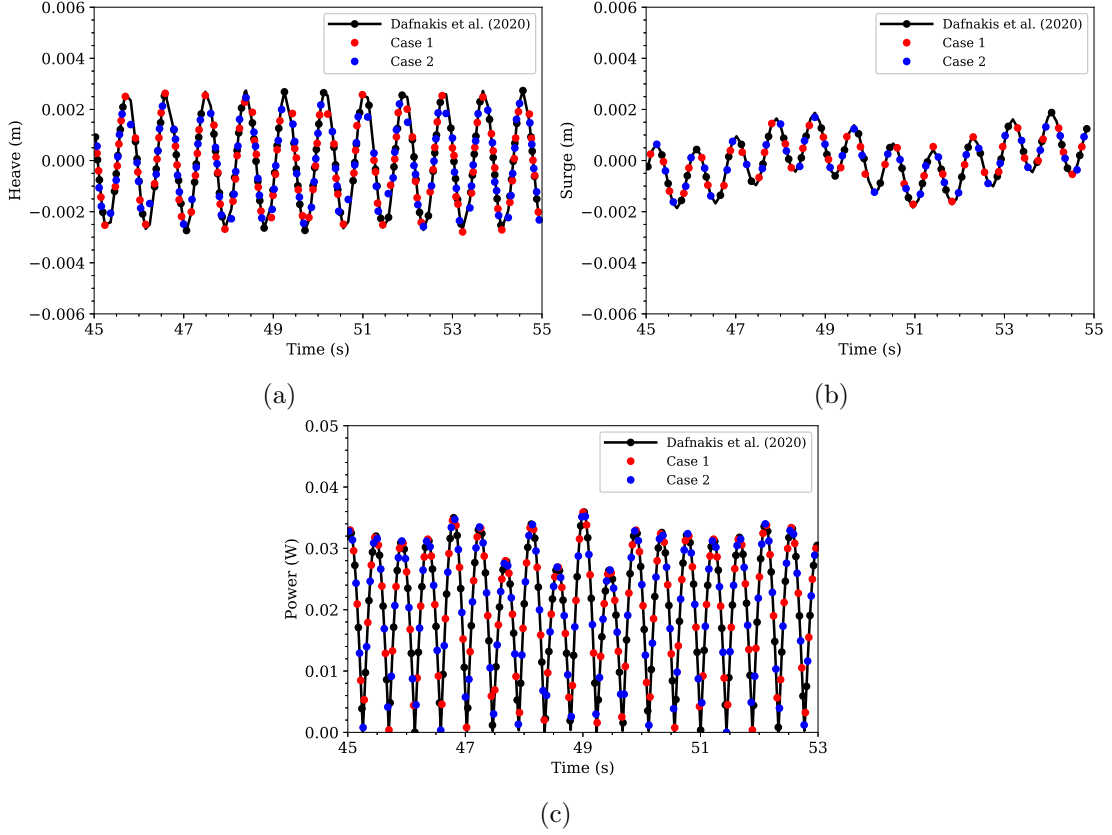 0.006
0.004
0.002
0.000
−0.002
−0.004
−0.006
Heave (m)
45
47
49
51
53
55
Time (s)
Dafnakis et al. (2020)
Case 1
Case 2
(a)
0.006
0.004
0.002
0.000
−0.002
−0.004
−0.006
Surge (m)
45
47
49
51
53
55
Time (s)
Dafnakis et al. (2020)
Case 1
Case 2
(b)
0.05
0.04
0.03
0.02
0.01
0.00
Power (W)
45
47
49
51
53
Time (s)
Dafnakis et al. (2020)
Case 1
Case 2
(c)